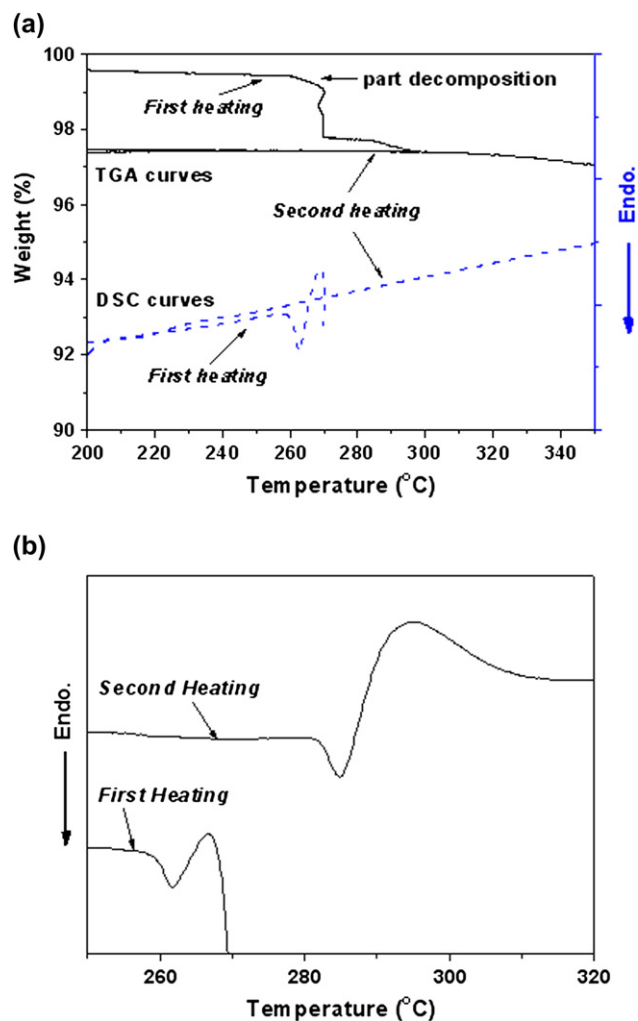 (a)
100
98
96
94
92
90
Weight (%)
First heating
part decomposition
TGA curves
Second heating
DSC curves
First heating
Endo.
200 220 240 260 280 300 320 340
Temperature (°C)
(b)
Endo.
Second Heating
First Heating
260 280 300 320
Temperature (°C)